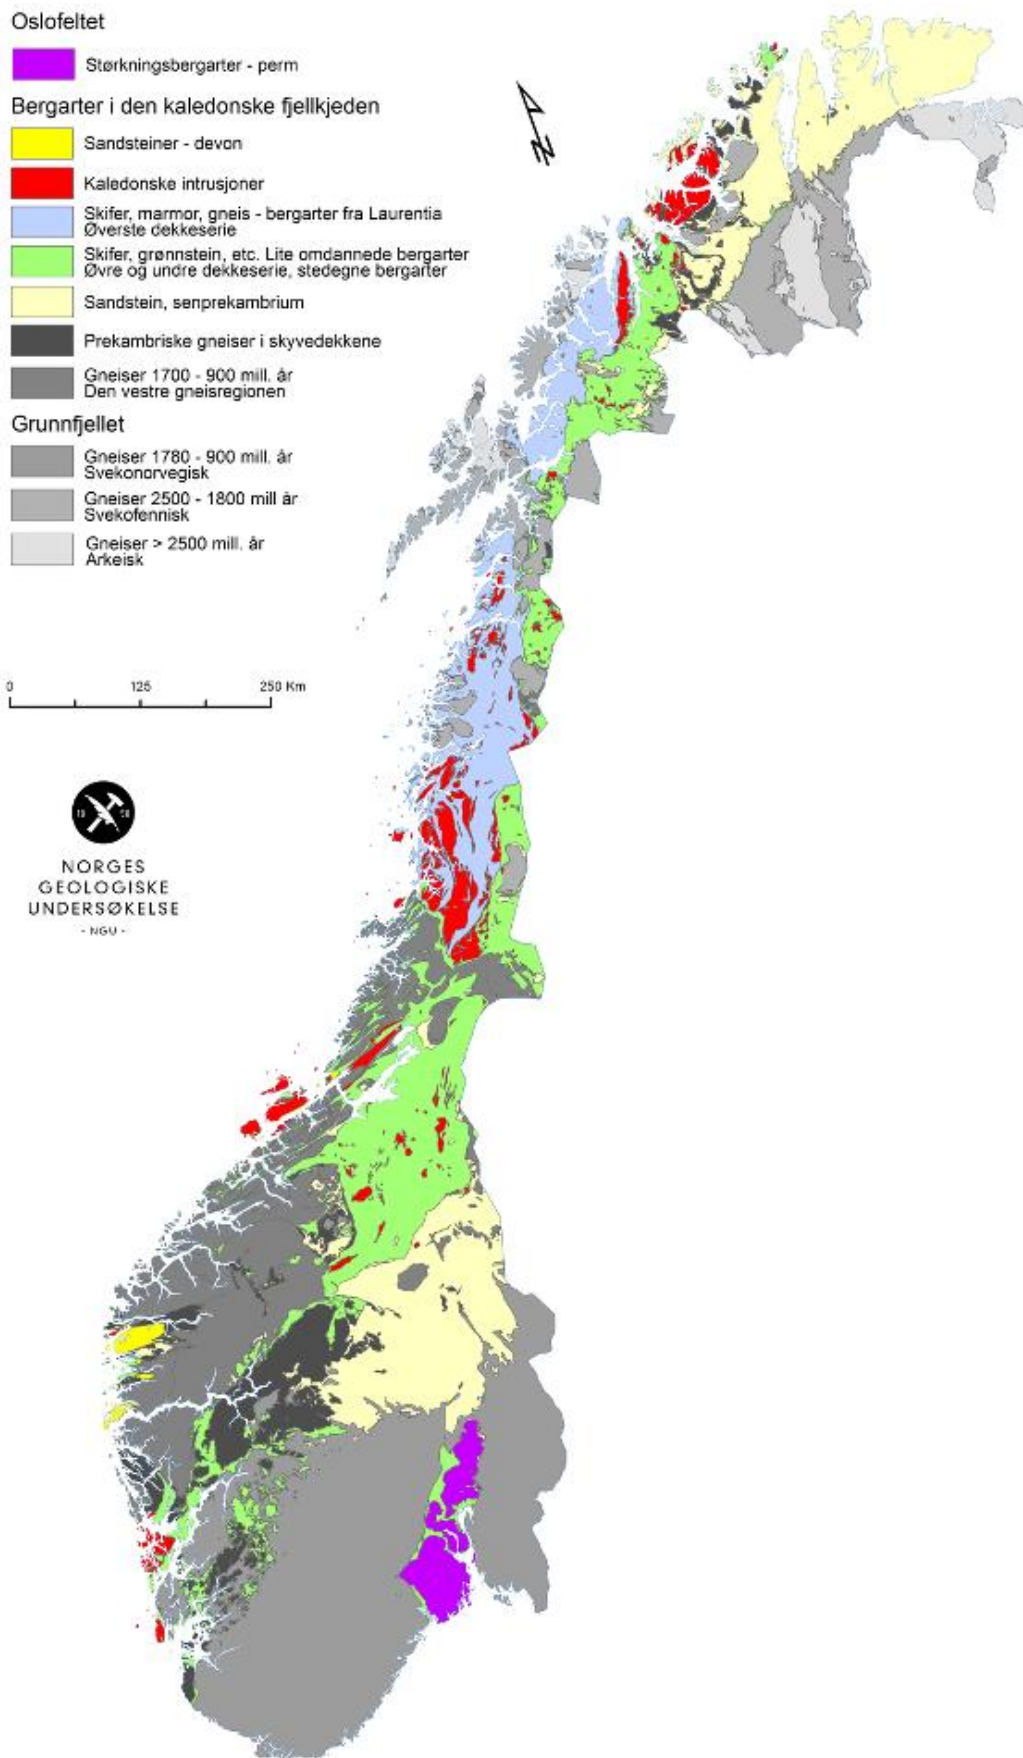 Oslofeltet
Størkningsbergarter - perm
Bergarter i den kaledonske fjellkjeden
Sandsteiner - devon
Kaledonske intrusjoner
Skifer, marmor, gneis - bergarter fra Laurentia
Øverste dekkeserie
Skifer, grønnstein, etc. Lite omdannede bergarter
Øvre og undre dekkeserie, stedegne bergarter
Sandstein, senprekambrium
Prekambriske gneiser i skyvedekkene
Gneiser 1700 - 900 mill. år
Den vestre gneisregionen
Grunnfjellet
Gneiser 1780 - 900 mill. år
Svekonorvegisk
Gneiser 2500 - 1800 mill år
Svekofennisk
Gneiser > 2500 mill. år
Arkeisk
N
0 125 250 Km
NORGES
GEOLOGISKE
UNDERSØKELSE
- NGU -